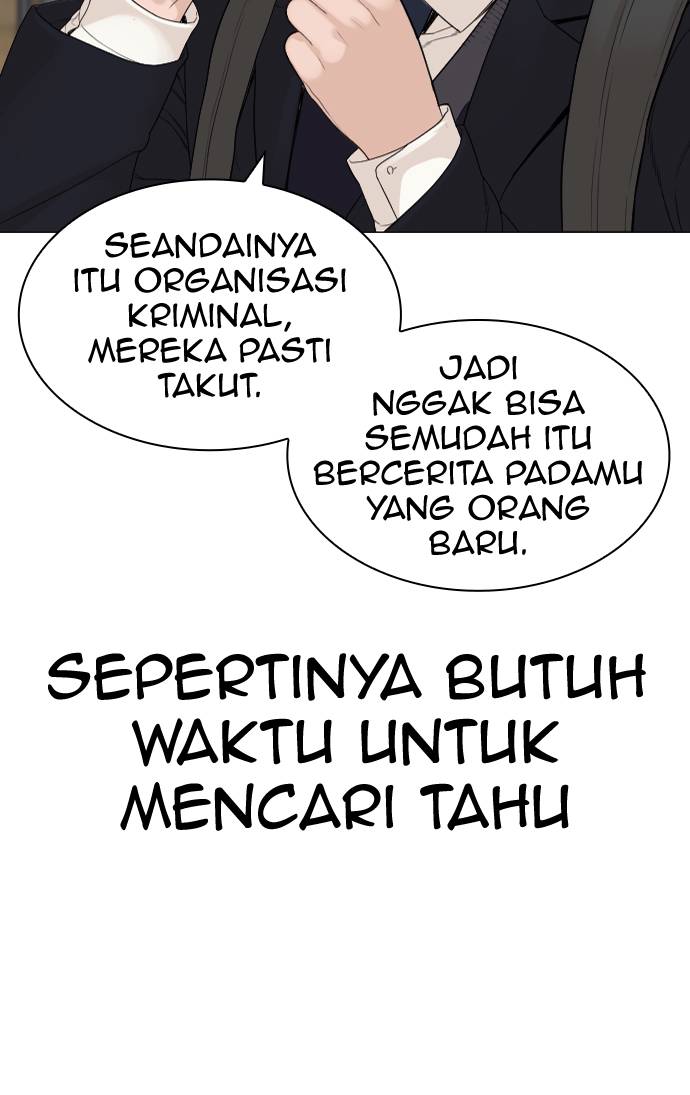 SEANDAINYA
ITU ORGANISASI
KRIMINAL,
MEREKA PASTI
TAKUT.
JADI
NGGAK BISA
SEMUDAH ITU
BERCERITA PADAMU
YANG ORANG
BARU.
SEPERTINYA BUTUH
WAKTU UNTUK
MENCARI TAHU